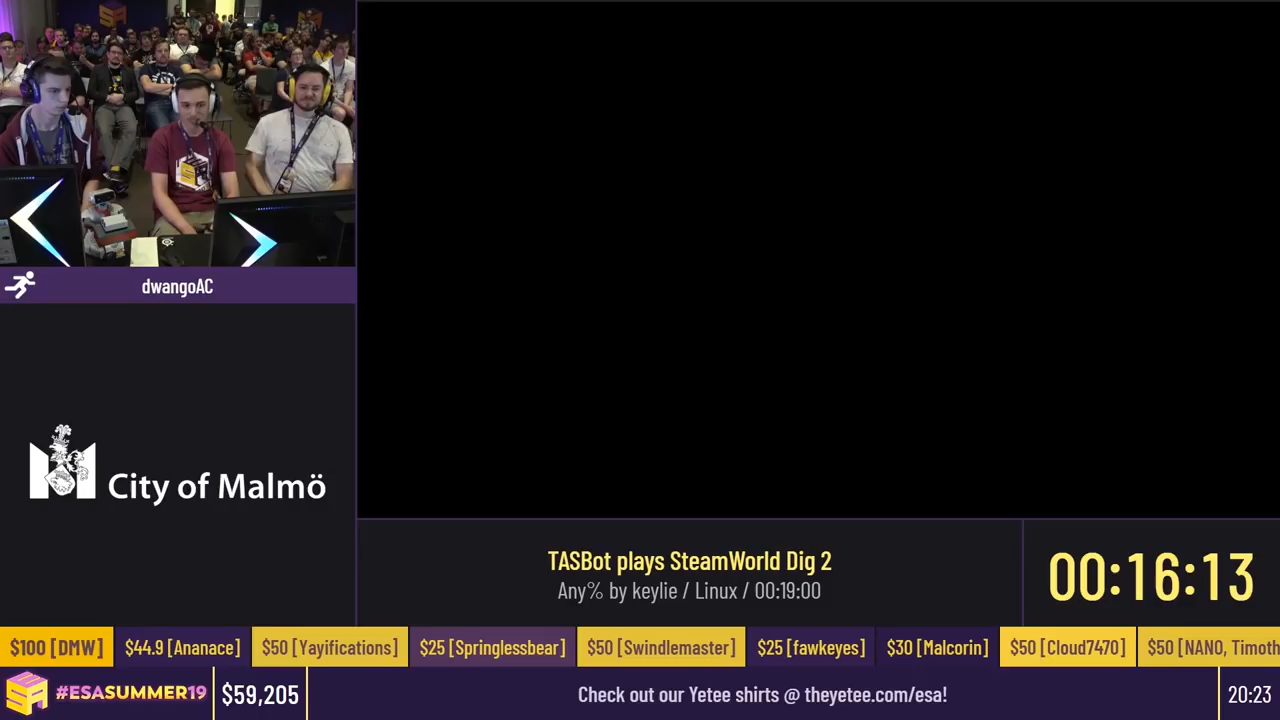 dwangoAC
City of Malmö
TASBot plays SteamWorld Dig 2
Any% by keylie / Linux / 00:19:00
00:16:13
$100 [DMW] $44.9 [Ananace] $50 [Yayifications] $25 [Springlessbear] $50 [Swindlemaster] $25 [fawkeyes] $30 [Malcorin] $50 [Cloud7470] $50 [NANO, Timoth
#ESASUMMER19 $59,205 Check out our Yetee shirts @ theyetee.com/esa! 20:23